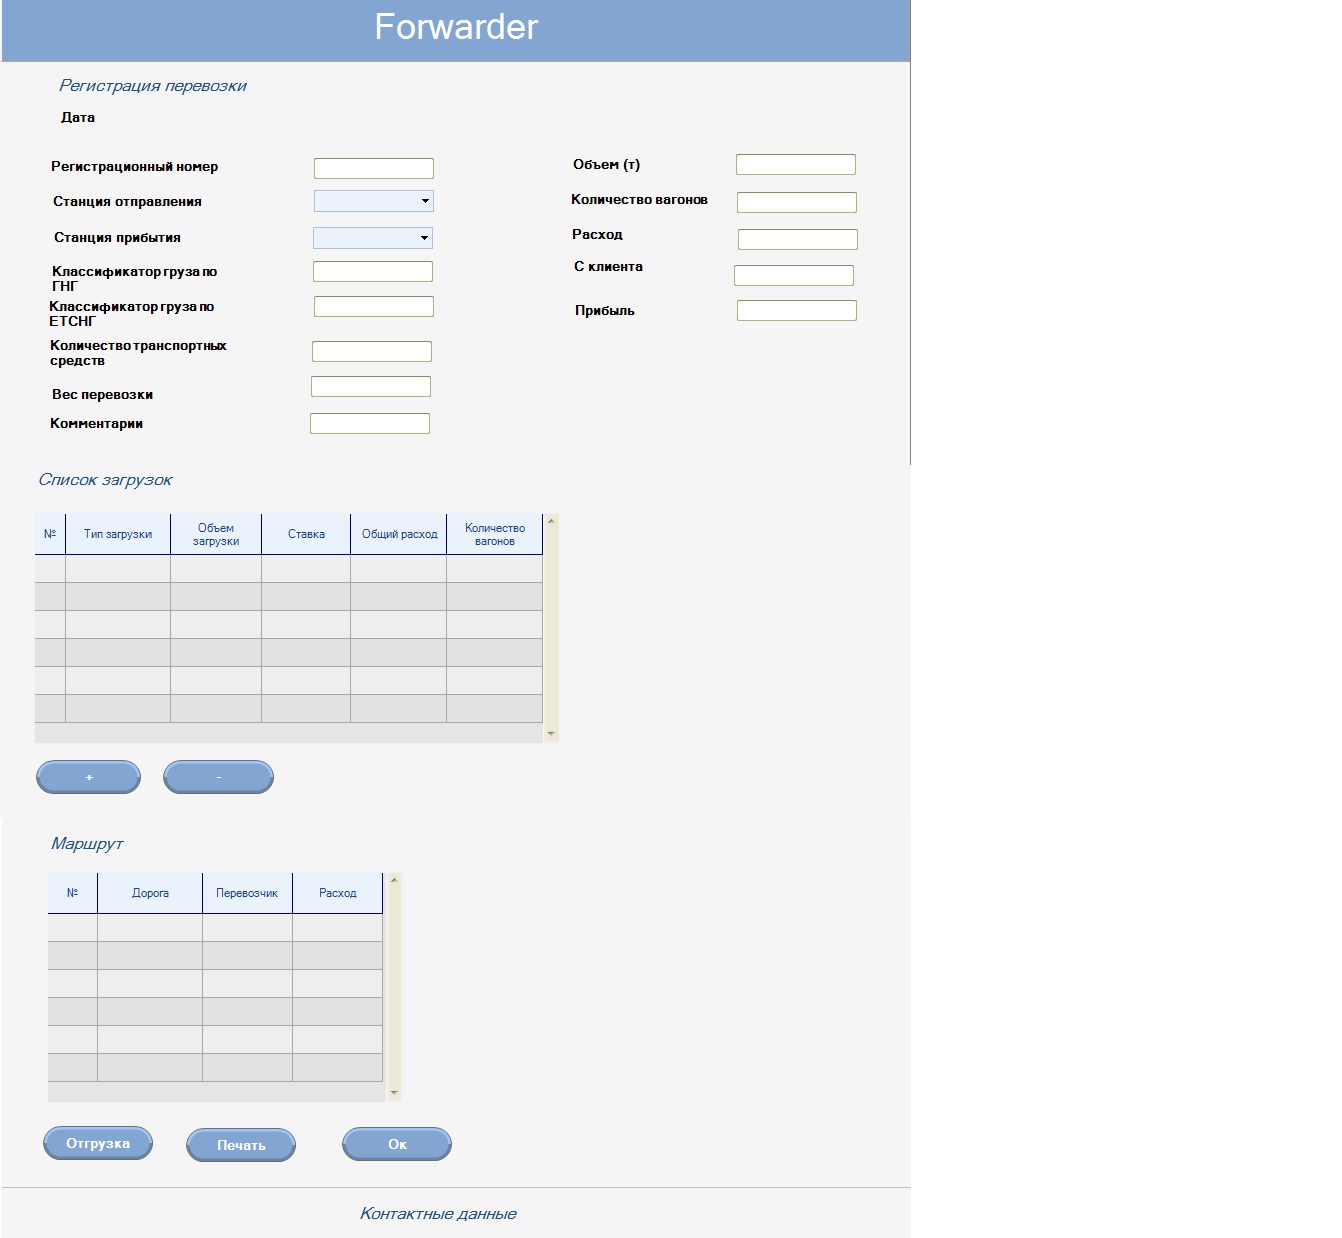 Forwarder
Регистрация перевозки
Дата
Регистрационный номер
Станция отправления
Станция прибытия
Классификатор груза по
ГНГ
Классификатор груза по
ЕТСНГ
Количество транспортных
средств
Вес перевозки
Комментарии
Объем (т)
Количество вагонов
Расход
С клиента
Прибыль
Список загрузок
№ Тип загрузки Объем загрузки Ставка Общий расход Количество вагонов
+ -
Маршрут
№ Дорога Перевозчик Расход
Отгрузка Печать Ок
Контактные данные